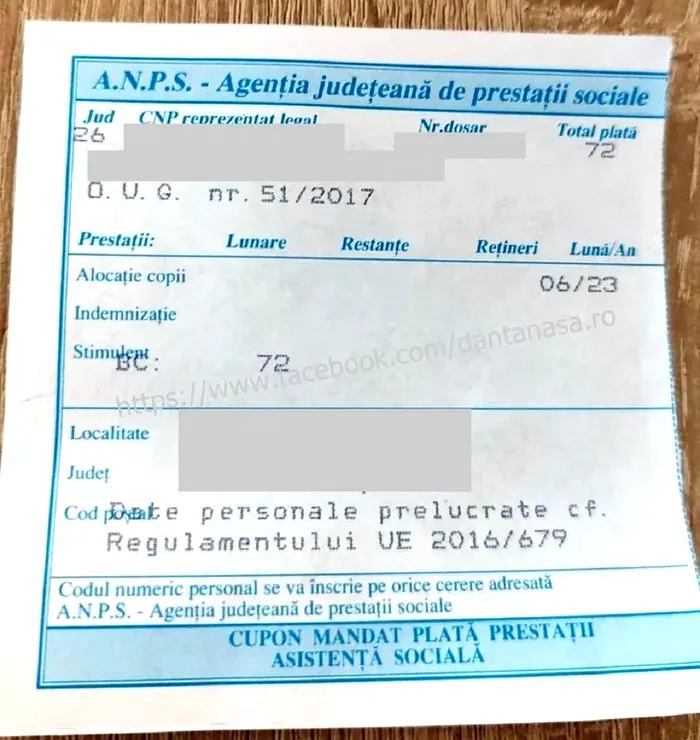 A.N.P.S. - Agenția județeană de prestații sociale
Jud CNP reprezentat legal Nr.dosar Total plată
26 72
O. U. G. nr. 51/2017
Prestații: Lunare Restanțe Rețineri Lună/An
Alocație copii 06/23
Indemnizație
Stimulent
BC: 72
https://www.facebook.com/dantanasa.ro
Localitate
Județ
Cod poștal
Date personale prelucrate cf.
Regulamentului UE 2016/679
Codul numeric personal se va înscrie pe orice cerere adresată
A.N.P.S. - Agenția județeană de prestații sociale
CUPON MANDAT PLATĂ PRESTAȚII
ASISTENȚĂ SOCIALĂ